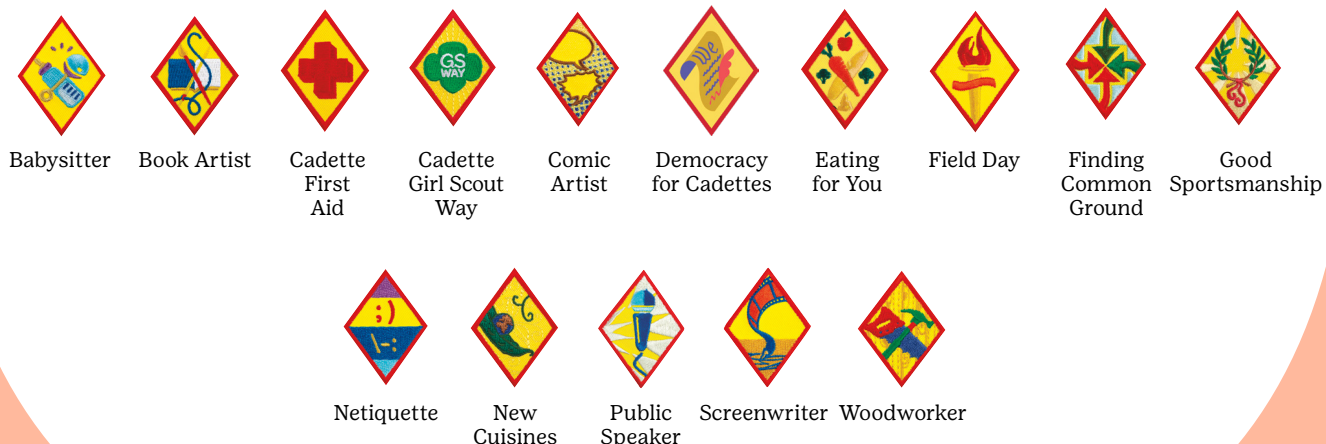 GS
WAY
We
;)
\-:
Babysitter
Book Artist
Cadette
First
Aid
Cadette
Girl Scout
Way
Comic
Artist
Democracy
for Cadettes
Eating
for You
Field Day
Finding
Common
Ground
Good
Sportsmanship
Netiquette
New
Cuisines
Public
Speaker
Screenwriter
Woodworker